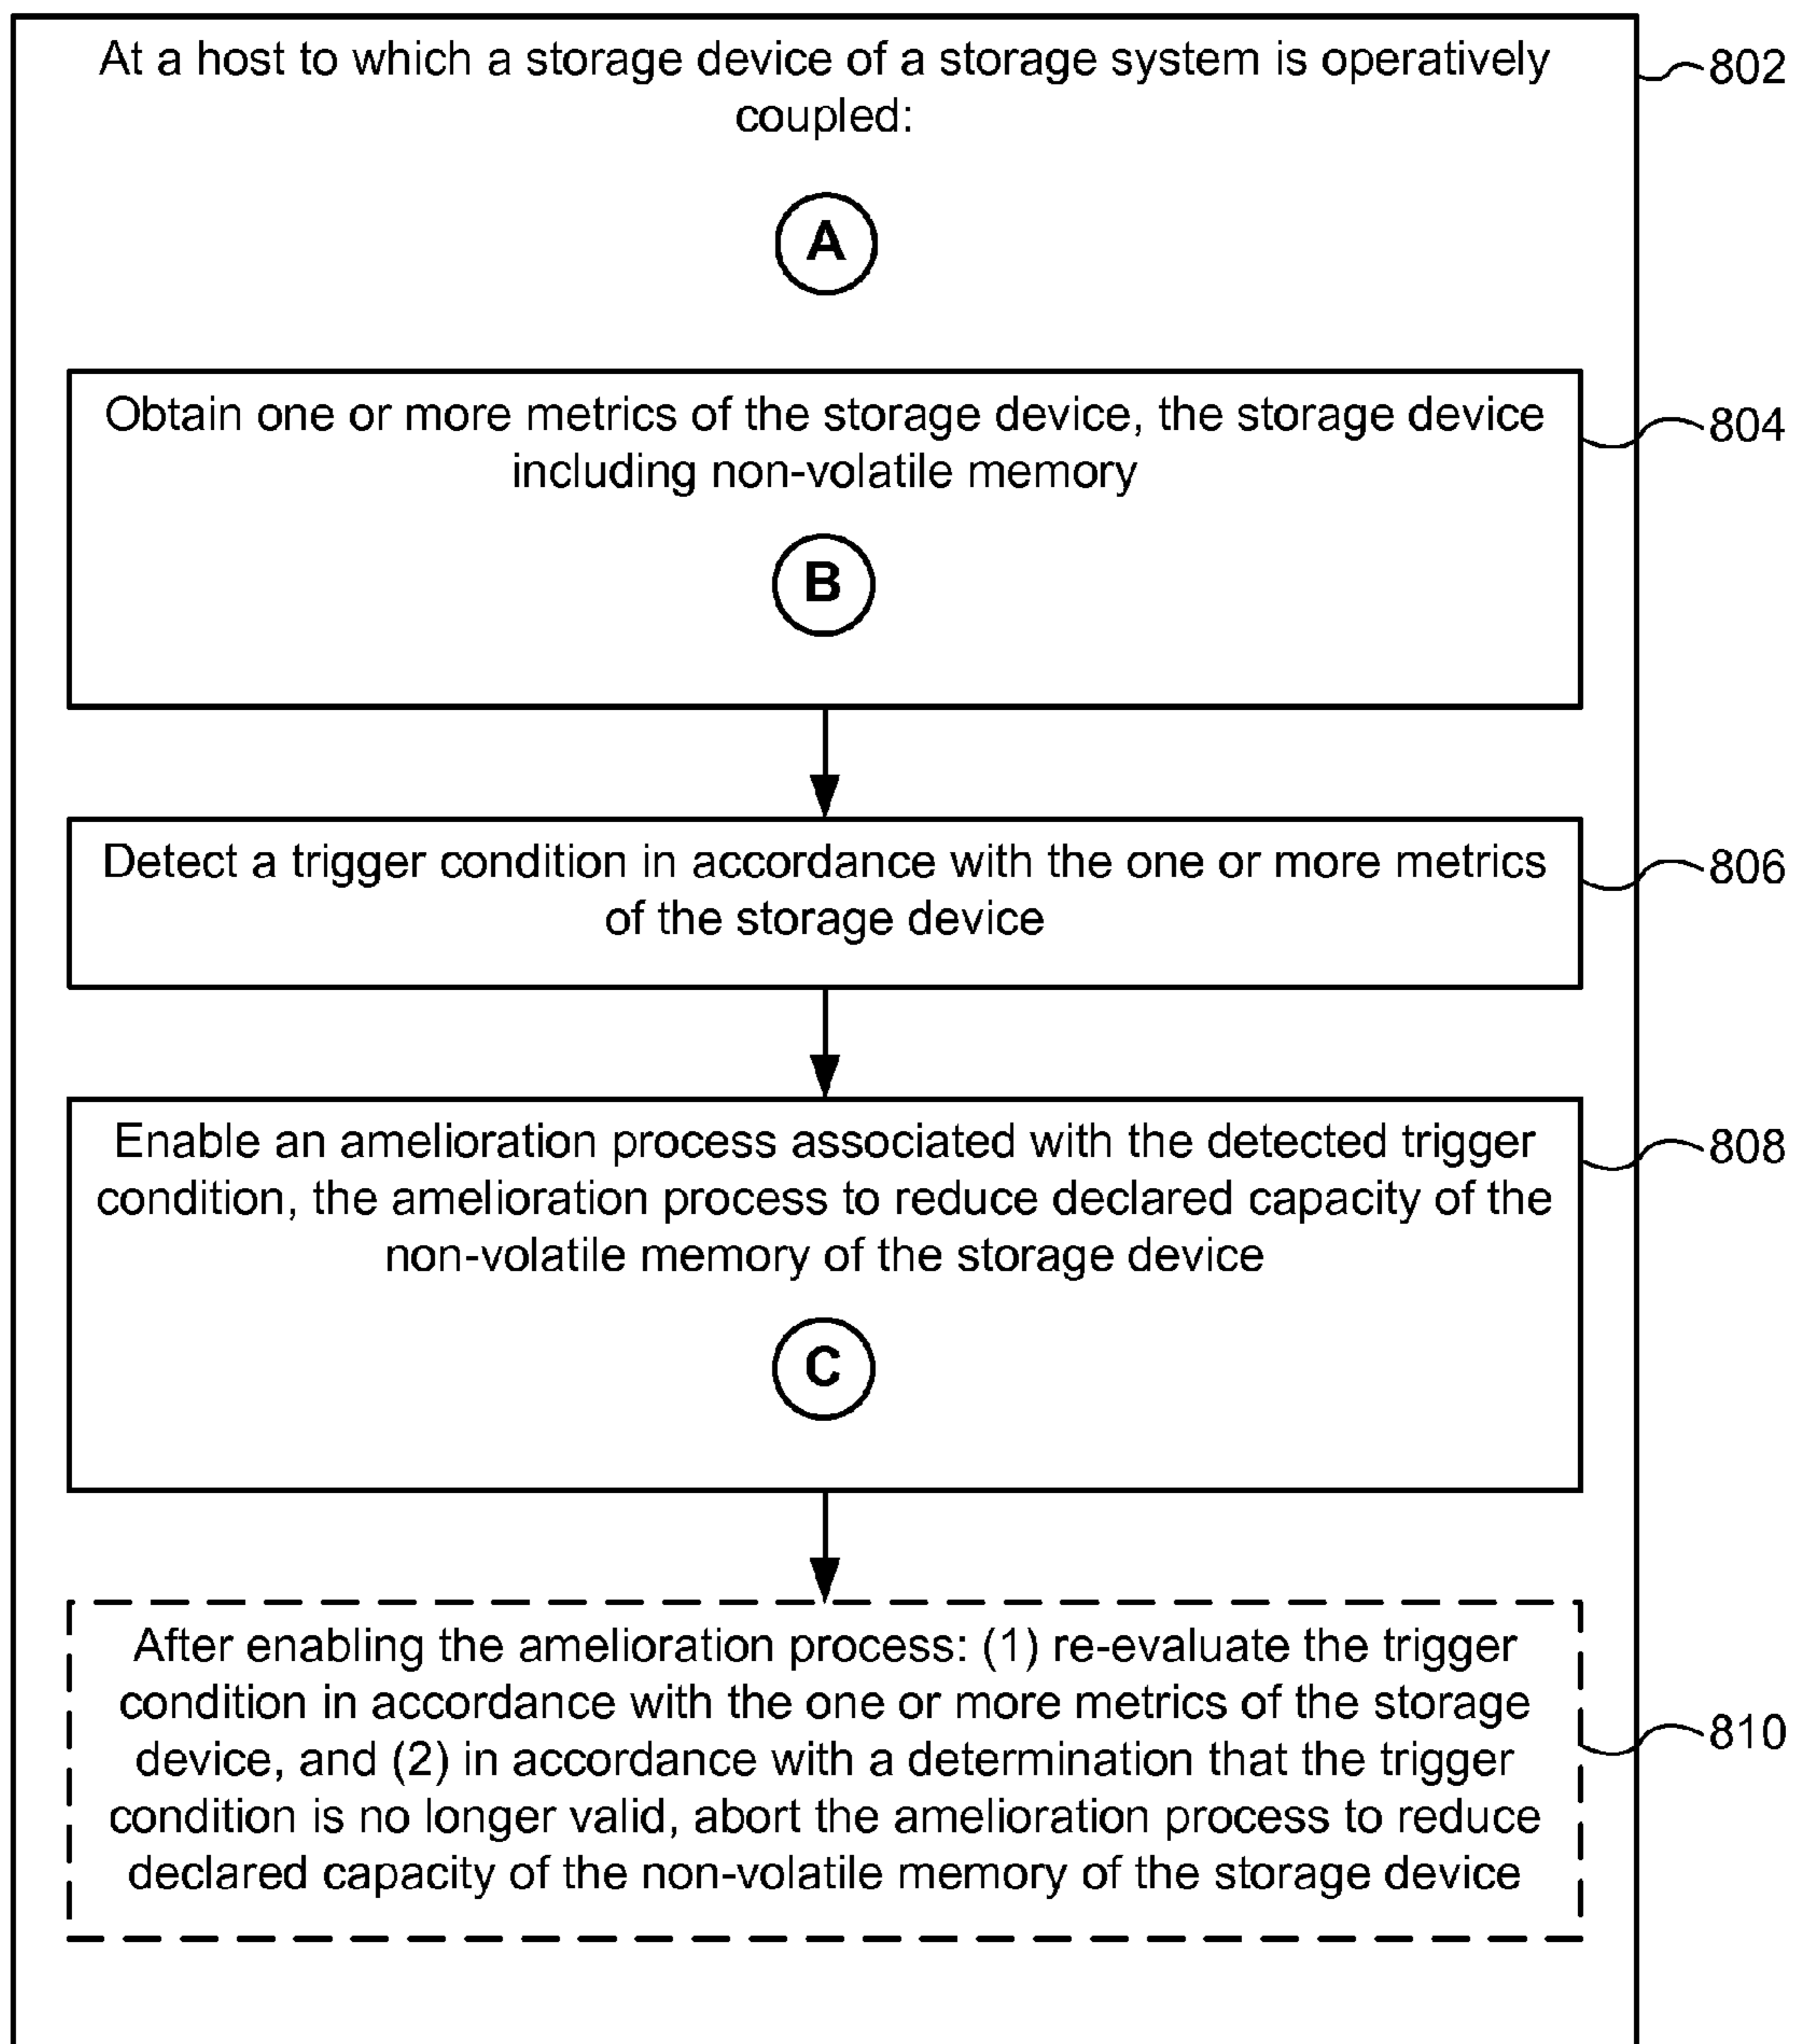 At a host to which a storage device of a storage system is operatively
coupled:
802
A
Obtain one or more metrics of the storage device, the storage device
including non-volatile memory
804
B
Detect a trigger condition in accordance with the one or more metrics
of the storage device
806
Enable an amelioration process associated with the detected trigger
condition, the amelioration process to reduce declared capacity of the
non-volatile memory of the storage device
808
C
After enabling the amelioration process: (1) re-evaluate the trigger
condition in accordance with the one or more metrics of the storage
device, and (2) in accordance with a determination that the trigger
condition is no longer valid, abort the amelioration process to reduce
declared capacity of the non-volatile memory of the storage device
810